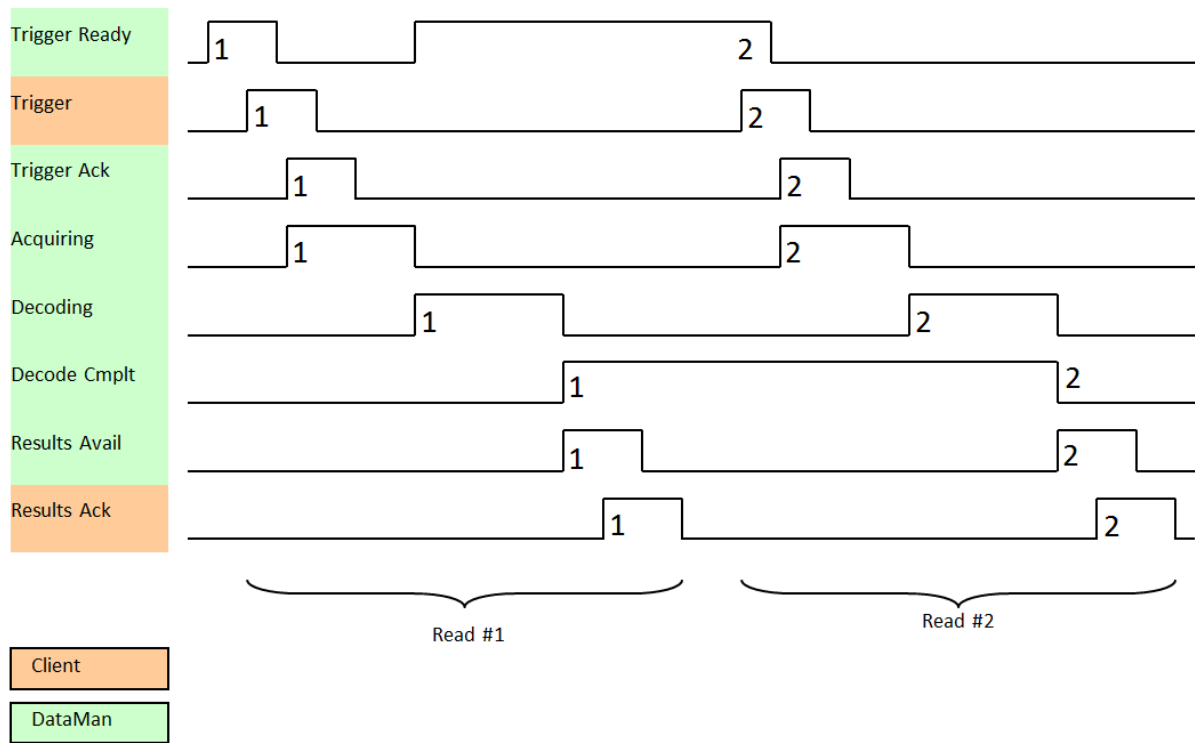 Trigger Ready
1
2
Trigger
1
2
Trigger Ack
1
2
Acquiring
1
2
Decoding
1
2
Decode Cmplt
1
2
Results Avail
1
2
Results Ack
1
2
Read #1
Read #2
Client
DataMan